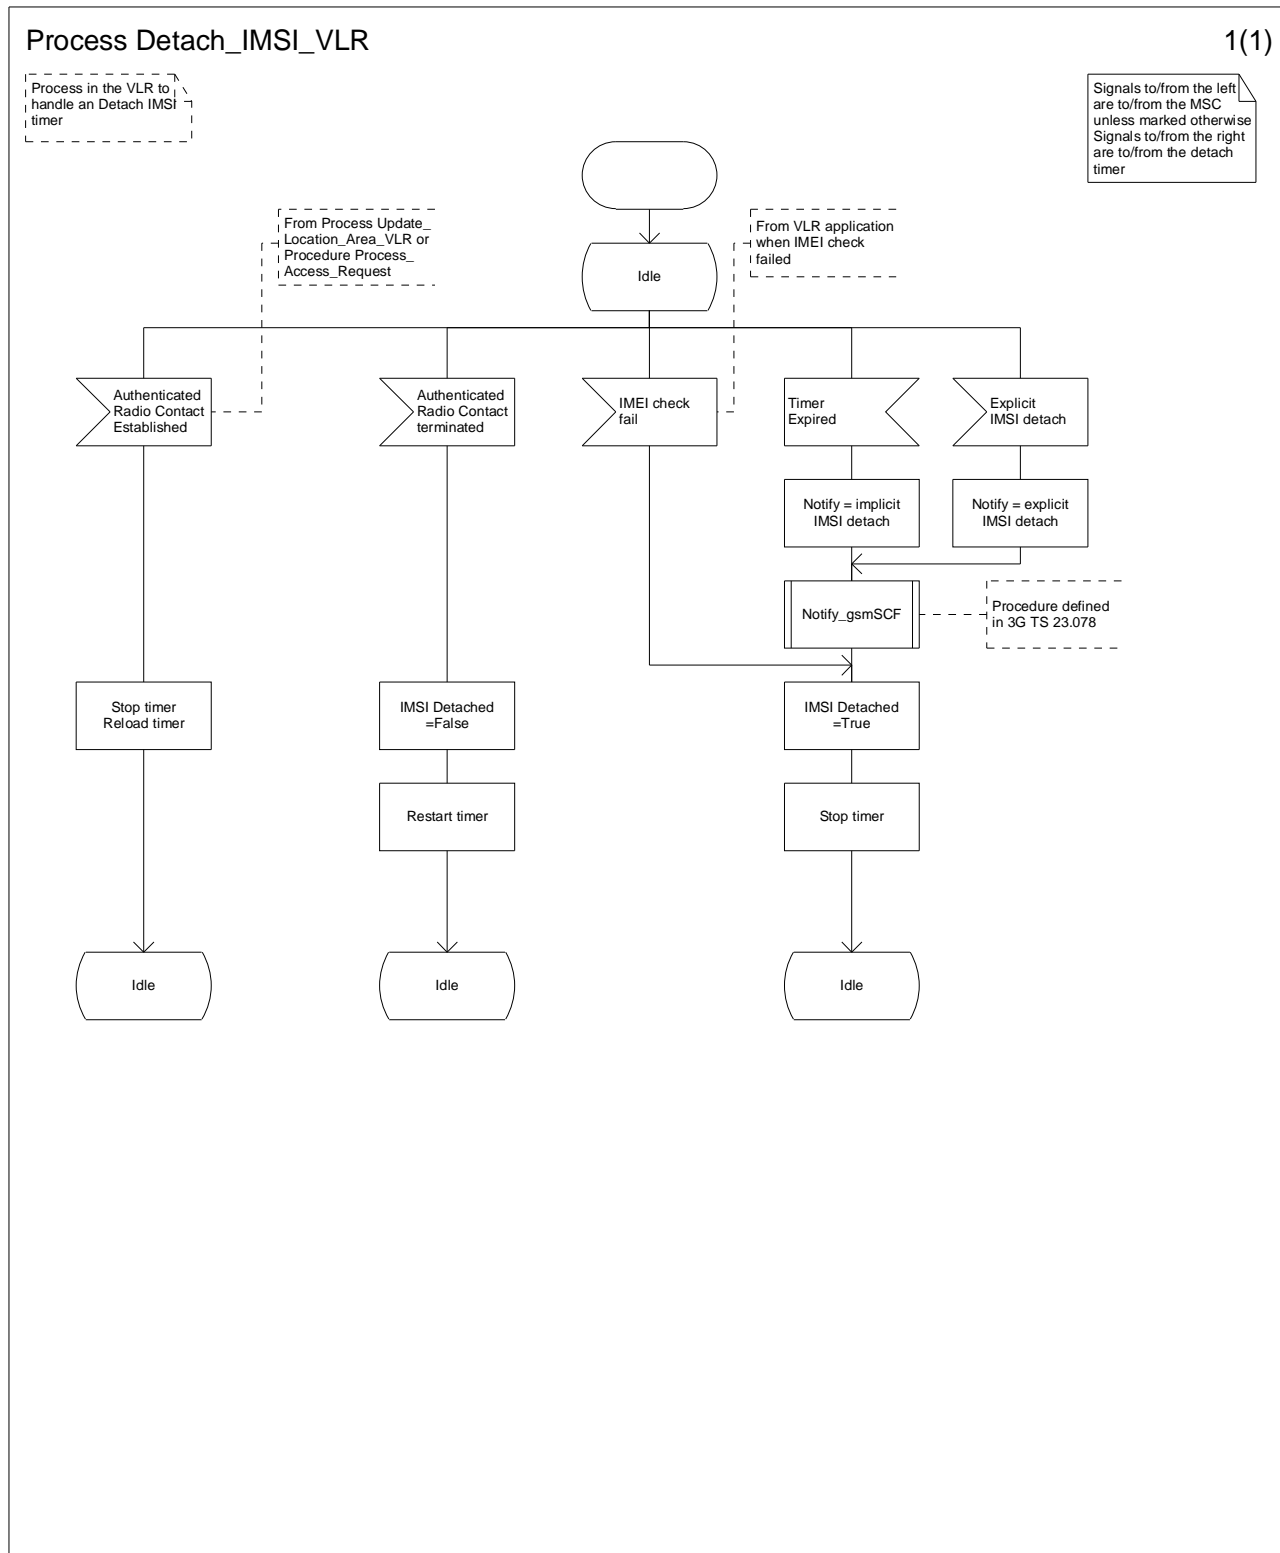 Process Detach_IMSI_VLR
1(1)
Process in the VLR to
handle an Detach IMSI
timer
Signals to/from the left
are to/from the MSC
unless marked otherwise
Signals to/from the right
are to/from the detach
timer
From Process Update_
Location_Area_VLR or
Procedure Process_
Access_Request
From VLR application
when IMEI check
failed
Idle
Authenticated
Radio Contact
Established
Authenticated
Radio Contact
terminated
IMEI check
fail
Timer
Expired
Explicit
IMSI detach
Notify = implicit
IMSI detach
Notify = explicit
IMSI detach
Notify_gsmSCF
Procedure defined
in 3G TS 23.078
Stop timer
Reload timer
IMSI Detached
=False
IMSI Detached
=True
Restart timer
Stop timer
Idle
Idle
Idle